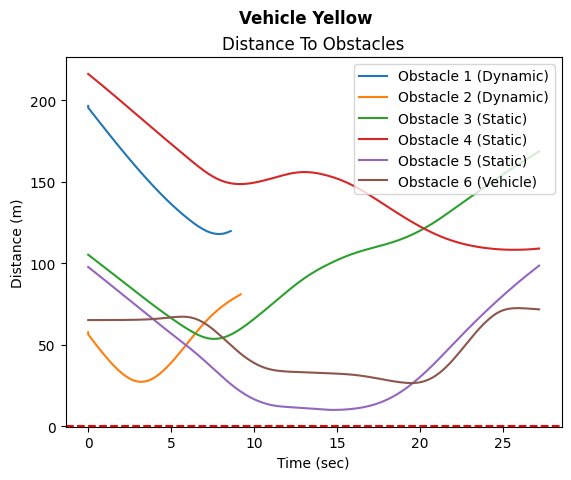 Vehicle Yellow
Distance To Obstacles
Obstacle 1 (Dynamic)
Obstacle 2 (Dynamic)
Obstacle 3 (Static)
Obstacle 4 (Static)
Obstacle 5 (Static)
Obstacle 6 (Vehicle)
Distance (m)
200
150
100
50
0
0 5 10 15 20 25
Time (sec)